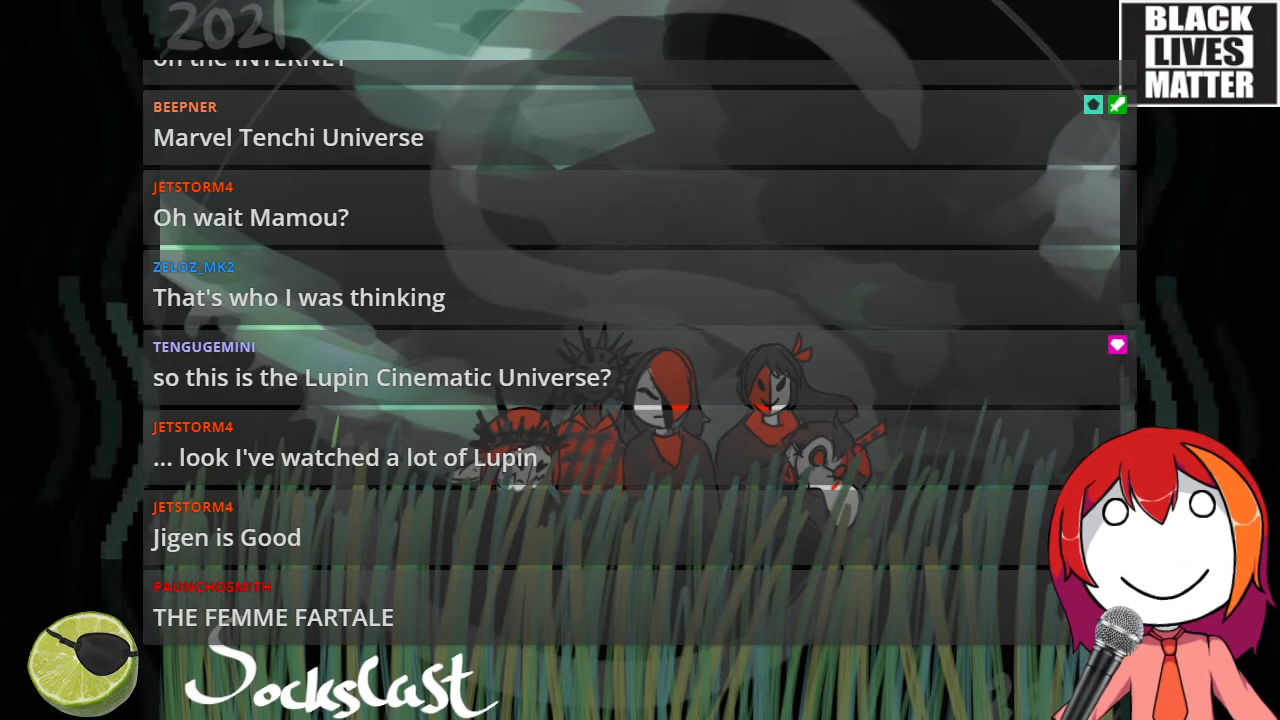 2021
on the INTERNET
BLACK
LIVES
MATTER
BEEPNER
Marvel Tenchi Universe
JETSTORM4
Oh wait Mamou?
ZELOZ_MK2
That's who I was thinking
TENGUGEMINI
so this is the Lupin Cinematic Universe?
JETSTORM4
... look I've watched a lot of Lupin
JETSTORM4
Jigen is Good
PAUNCHOSMITH
THE FEMME FARTALE
SocksCast